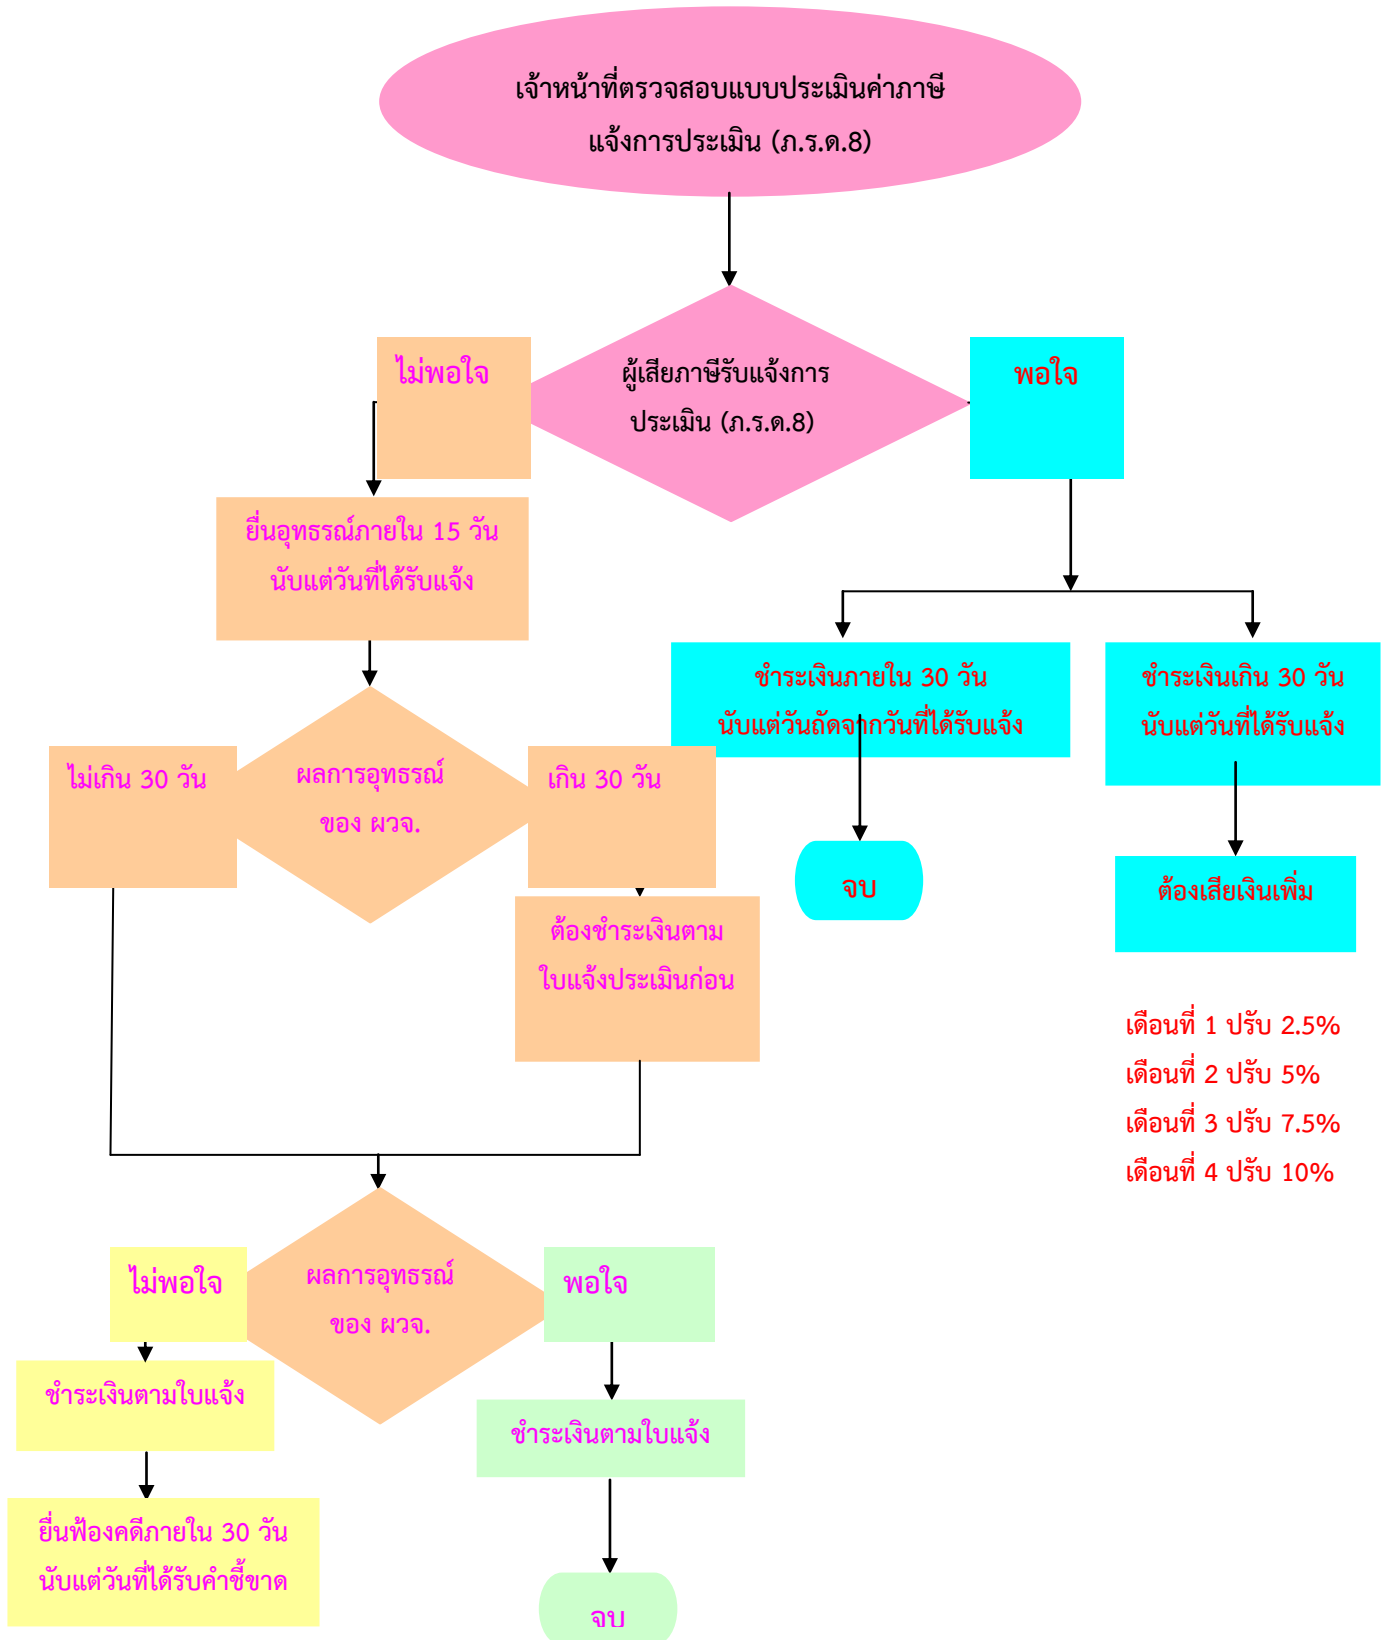 เจ้าหน้าที่ตรวจสอบแบบประเมินค่าภาษี
แจ้งการประเมิน (ภ.ร.ด.8)
ไม่พอใจ
ผู้เสียภาษีรับแจ้งการ
ประเมิน (ภ.ร.ด.8)
พอใจ
ยื่นอุทธรณ์ภายใน 15 วัน
นับแต่วันที่ได้รับแจ้ง
ชำระเงินภายใน 30 วัน
นับแต่วันถัดจากวันที่ได้รับแจ้ง
ชำระเงินเกิน 30 วัน
นับแต่วันที่ได้รับแจ้ง
ไม่เกิน 30 วัน
ผลการอุทธรณ์
ของ ผวจ.
เกิน 30 วัน
จบ
ต้องเสียเงินเพิ่ม
ต้องชำระเงินตาม
ใบแจ้งประเมินก่อน
เดือนที่ 1 ปรับ 2.5%
เดือนที่ 2 ปรับ 5%
เดือนที่ 3 ปรับ 7.5%
เดือนที่ 4 ปรับ 10%
ไม่พอใจ
ผลการอุทธรณ์
ของ ผวจ.
พอใจ
ชำระเงินตามใบแจ้ง
ชำระเงินตามใบแจ้ง
ยื่นฟ้องคดีภายใน 30 วัน
นับแต่วันที่ได้รับคำชี้ขาด
จบ